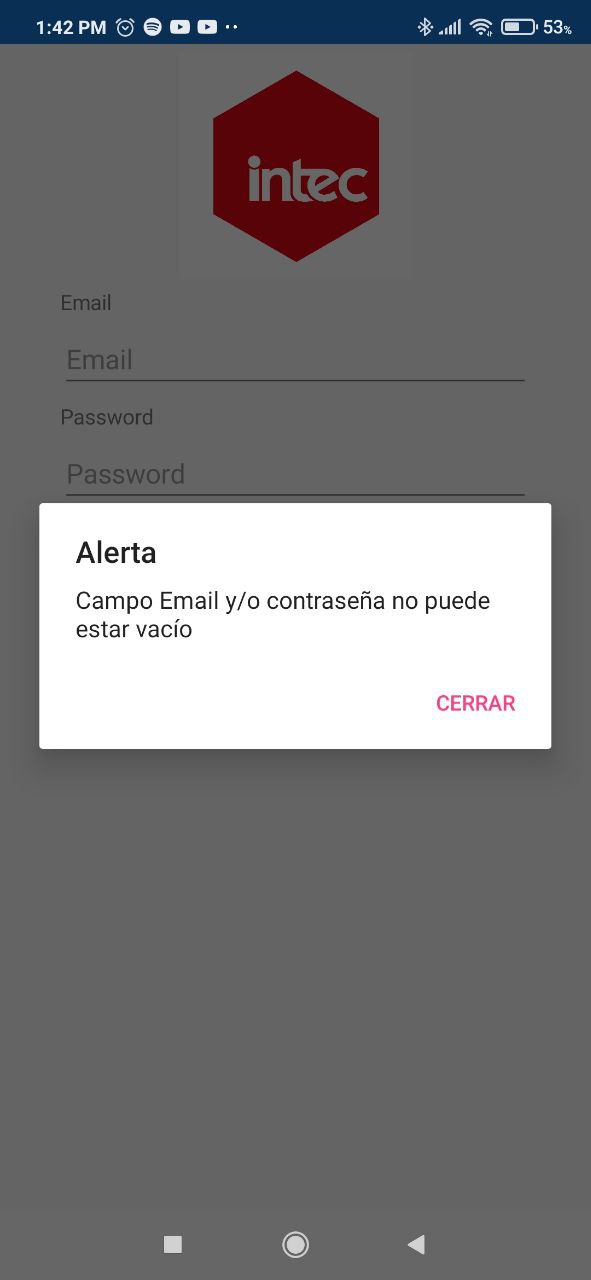 1:42 PM
53%
intec
Email
Email
Password
Password
Alerta
Campo Email y/o contraseña no puede
estar vacío
CERRAR